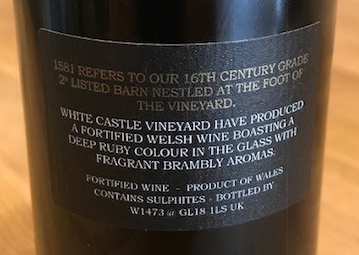 1581 REFERS TO OUR 16TH CENTURY GRADE
2* LISTED BARN NESTLED AT THE FOOT OF
THE VINEYARD.
WHITE CASTLE VINEYARD HAVE PRODUCED
A FORTIFIED WELSH WINE BOASTING A
DEEP RUBY COLOUR IN THE GLASS WITH
FRAGRANT BRAMBLY AROMAS.
FORTIFIED WINE - PRODUCT OF WALES
CONTAINS SULPHITES - BOTTLED BY
W1473 @ GL18 1LS UK